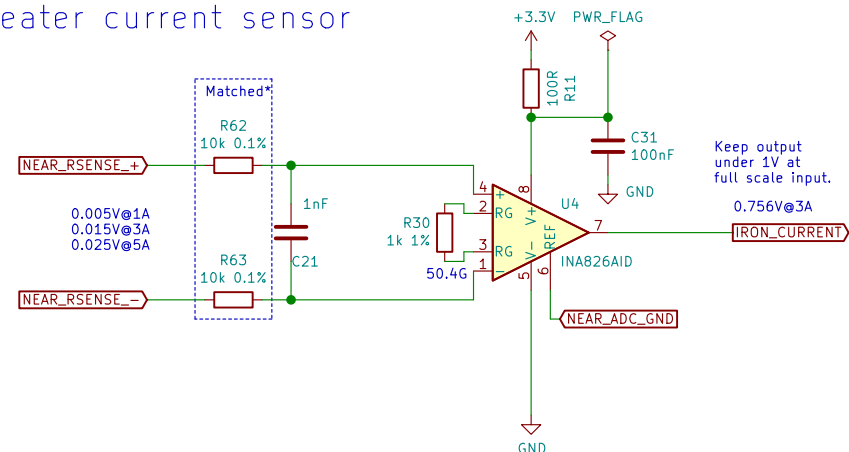 eater current sensor
+3.3V
PWR_FLAG
100R
R11
C31
100nF
GND
Matched*
R62
10k 0.1%
NEAR_RSENSE_+
0.005V@1A
0.015V@3A
0.025V@5A
1nF
C21
R63
10k 0.1%
NEAR_RSENSE_-
R30
1k 1%
50.4G
4
+
2
RG
3
RG
1
-
8
V+
U4
7
REF
V-
5
6
INA826AID
NEAR_ADC_GND
GND
Keep output
under 1V at
full scale input.
0.756V@3A
IRON_CURRENT